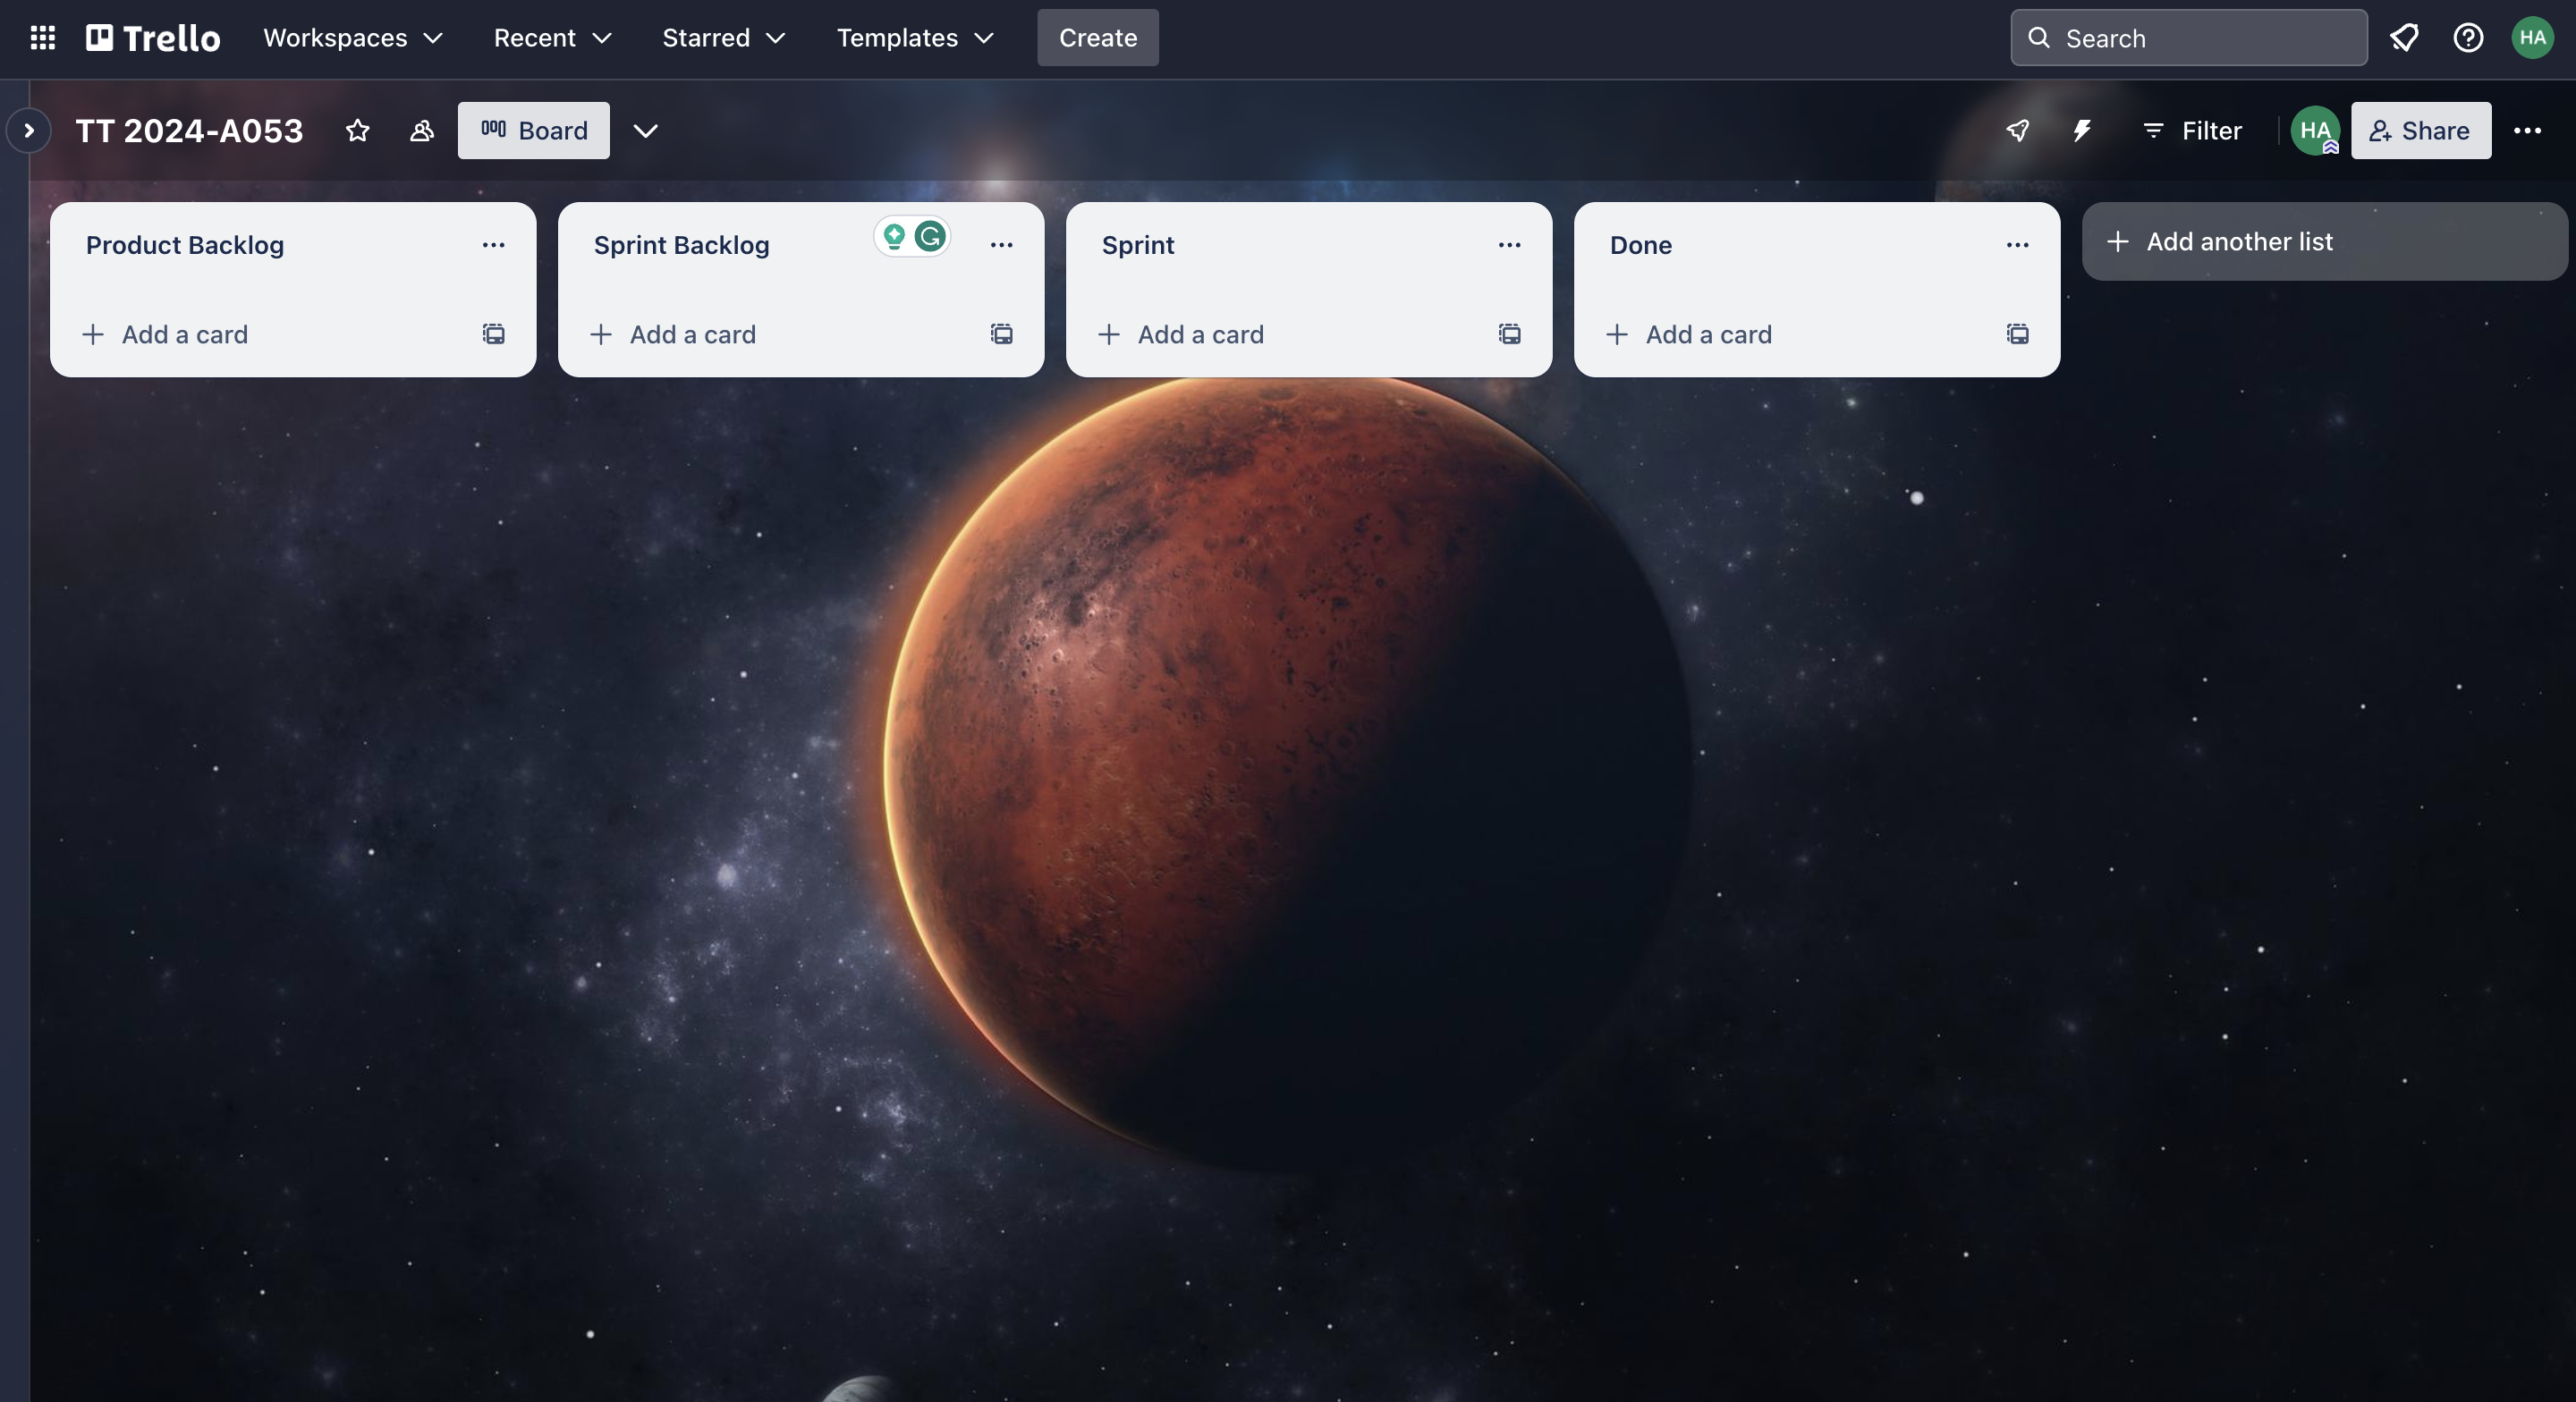 Trello Workspaces Recent Starred Templates Create Search HA
TT 2024-A053 Board Filter HA Share
Product Backlog
Add a card
Sprint Backlog
Add a card
Sprint
Add a card
Done
Add a card
Add another list